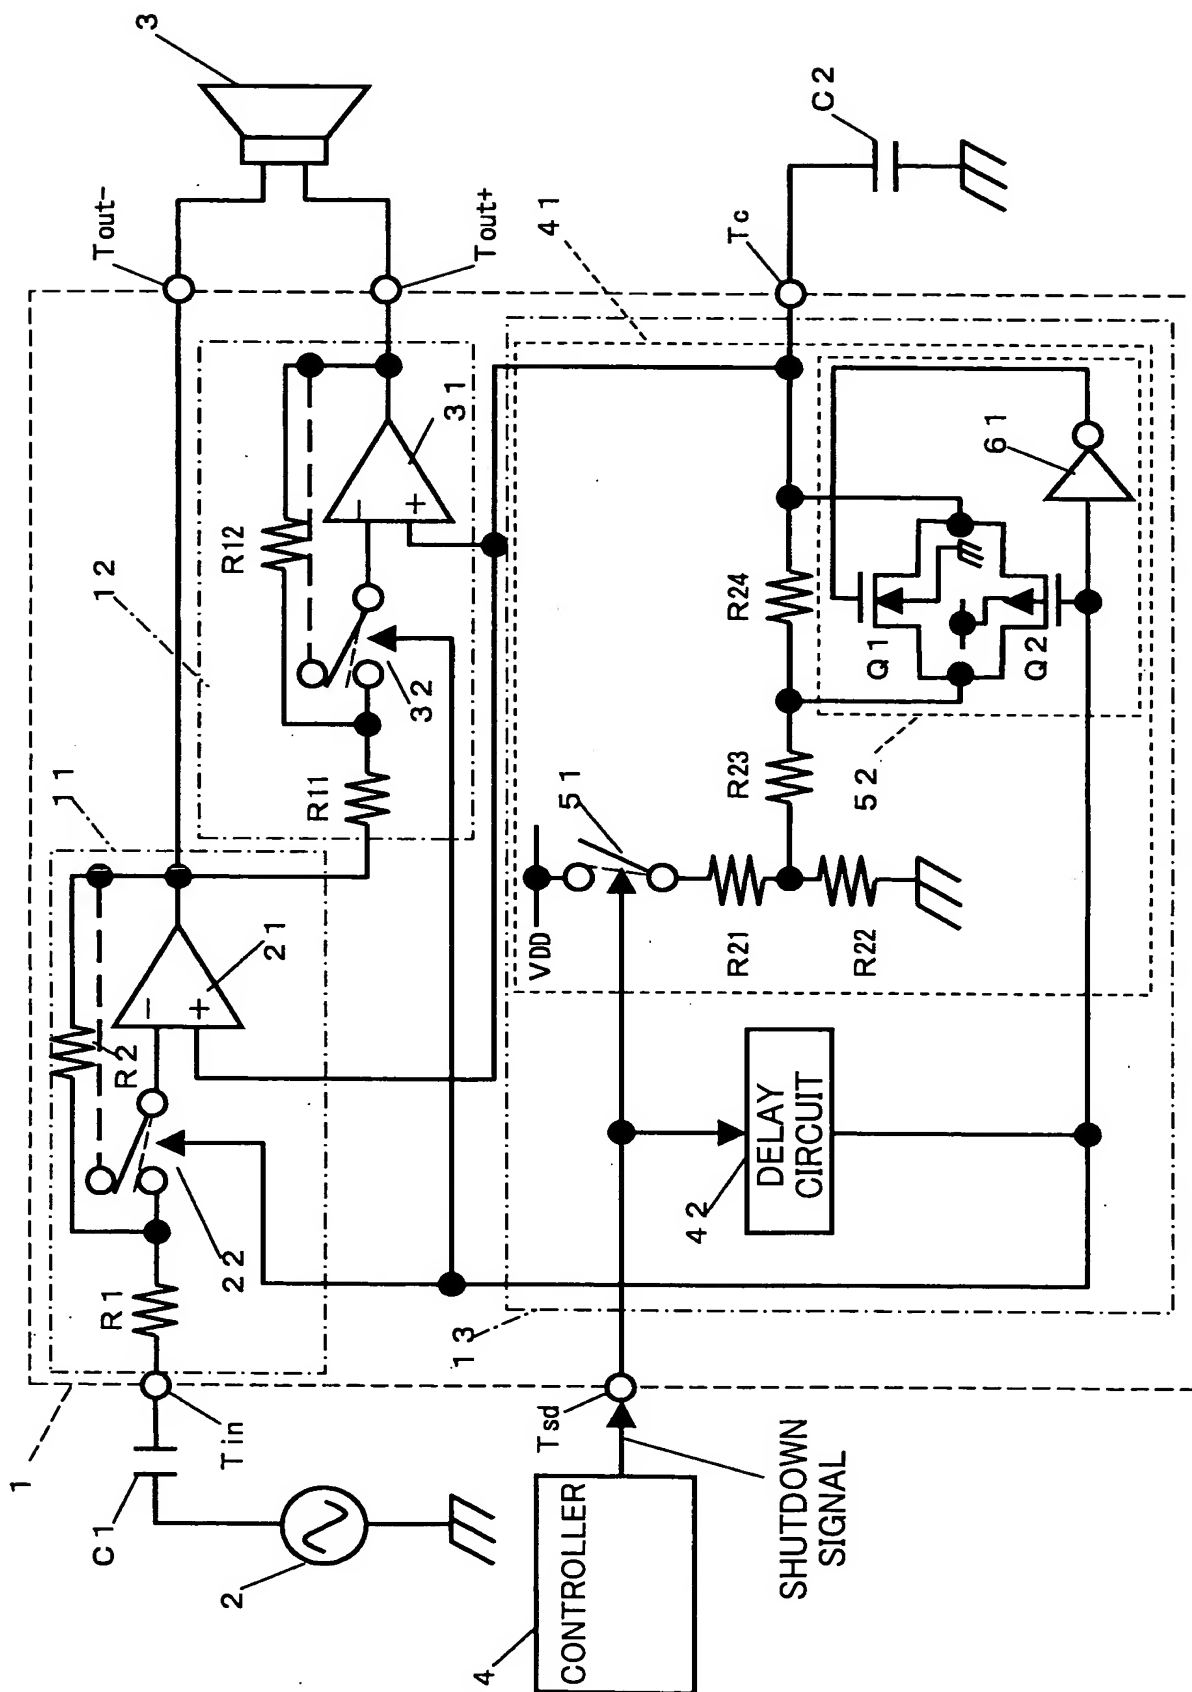 1
C1
Tin
2
4
CONTROLLER
Tsd
SHUTDOWN
SIGNAL
11
R1
R2
22
21
12
R11
R12
32
31
Tout-
Tout+
3
13
42
DELAY
CIRCUIT
VDD
51
R21
R22
R23
R24
41
Tc
C2
52
Q1
Q2
61
-
+
-
+